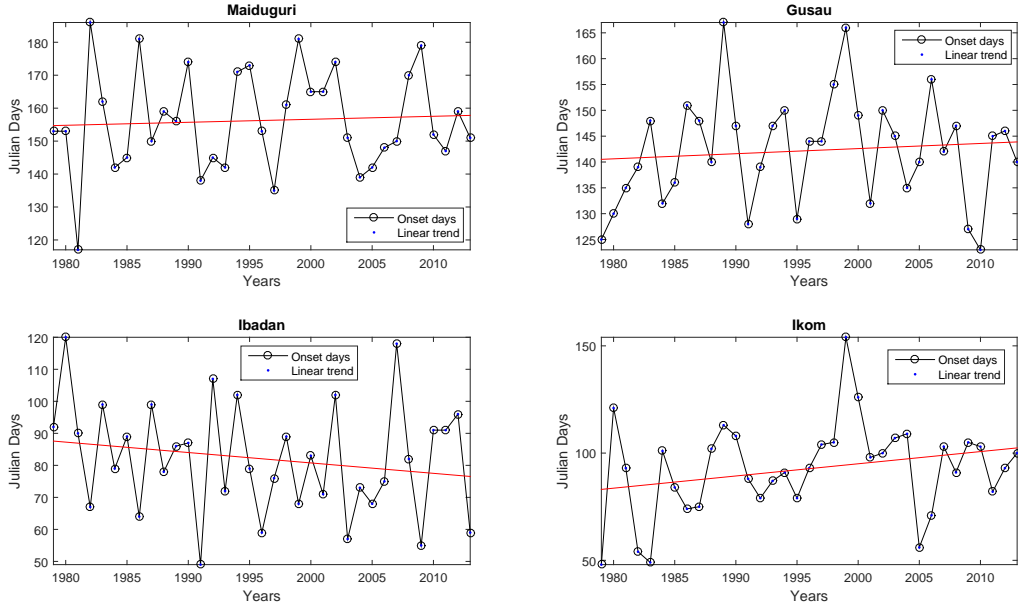 Maiduguri
Julian Days
180
170
160
150
140
130
120
1980 1985 1990 1995 2000 2005 2010
Years
Onset days
Linear trend
Gusau
Julian Days
165
160
155
150
145
140
135
130
125
1980 1985 1990 1995 2000 2005 2010
Years
Onset days
Linear trend
Ibadan
Julian Days
120
110
100
90
80
70
60
50
1980 1985 1990 1995 2000 2005 2010
Years
Onset days
Linear trend
Ikom
Julian Days
150
100
50
1980 1985 1990 1995 2000 2005 2010
Years
Onset days
Linear trend